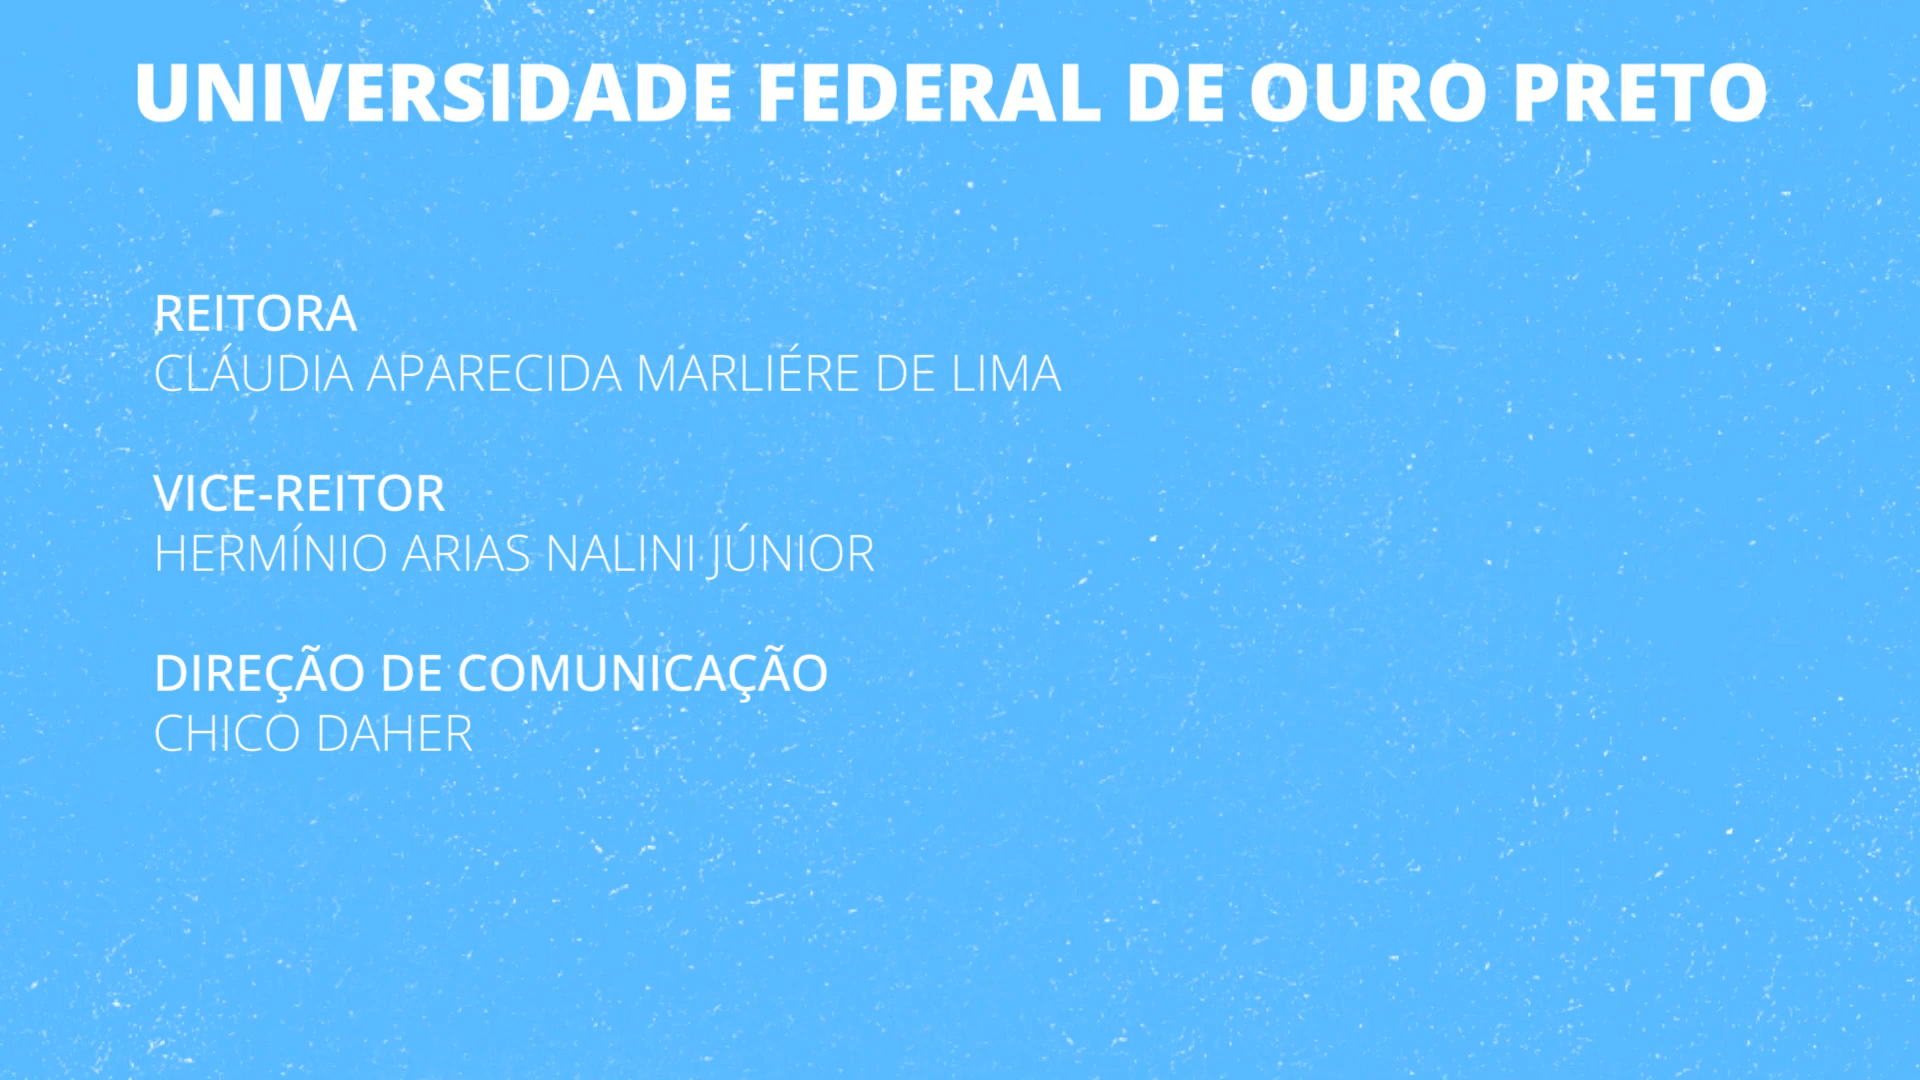 UNIVERSIDADE FEDERAL DE OURO PRETO
REITORA
CLÁUDIA APARECIDA MARLIÉRE DE LIMA
VICE-REITOR
HERMÍNIO ARIAS NALINI JÚNIOR
DIREÇÃO DE COMUNICAÇÃO
CHICO DAHER